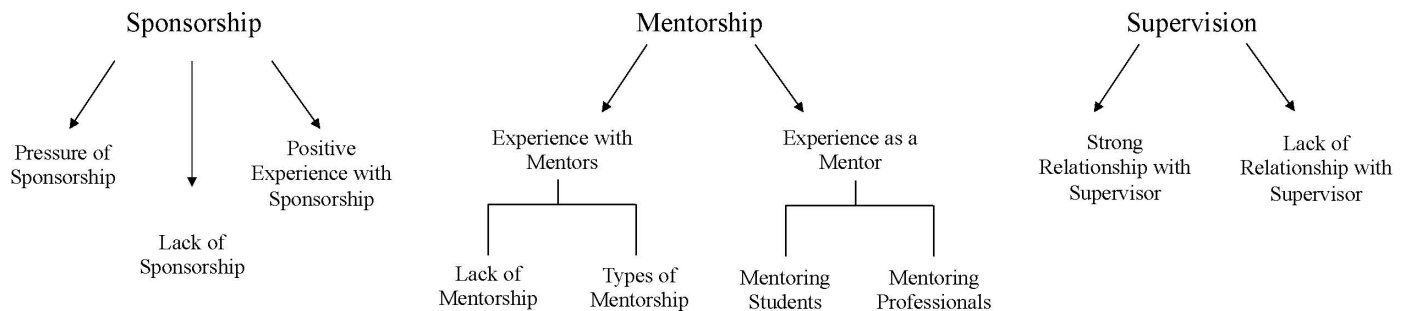 Sponsorship
Mentorship
Supervision
Pressure of
Sponsorship
Lack of
Sponsorship
Positive
Experience with
Sponsorship
Experience with
Mentors
Lack of
Mentorship
Types of
Mentorship
Experience as a
Mentor
Mentoring
Students
Mentoring
Professionals
Strong
Relationship with
Supervisor
Lack of
Relationship with
Supervisor